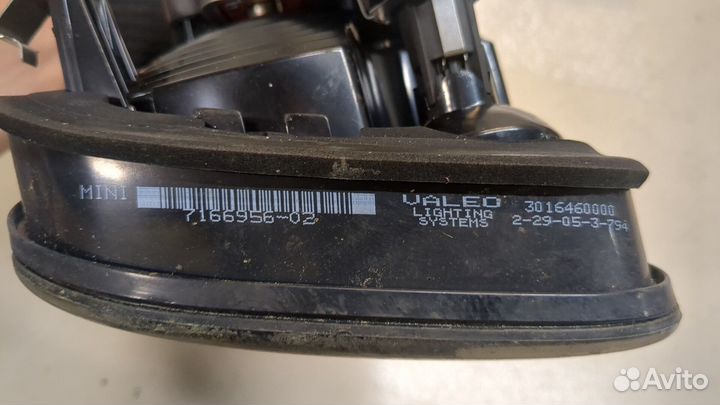 MINI
7166956-02
VALEO
LIGHTING
SYSTEMS
3016460000
2-29-05-3-794
Avito